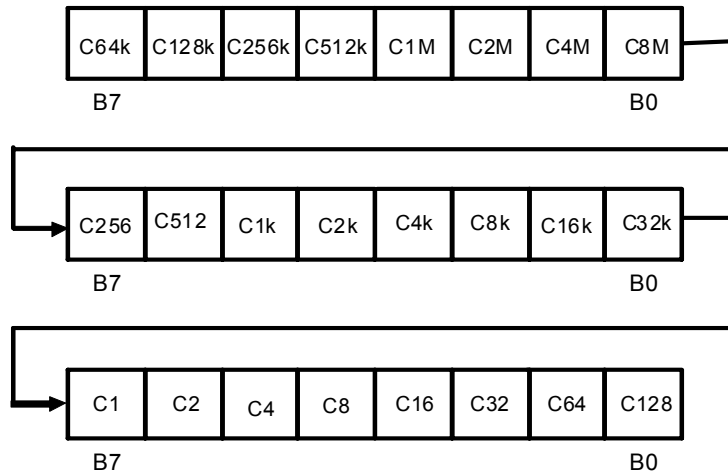 C64k C128k C256k C512k C1M C2M C4M C8M
B7 B0
C256 C512 C1k C2k C4k C8k C16k C32k
B7 B0
C1 C2 C4 C8 C16 C32 C64 C128
B7 B0